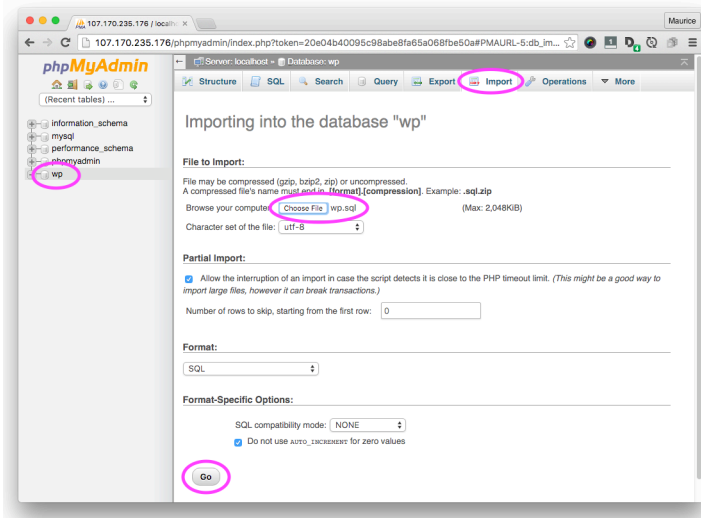 107.170.235.176 / localho
Maurice
107.170.235.176/phpmyadmin/index.php?token=20e04b40095c98abe8fa65a068fbe50a#PMAURL-5:db_im...
phpMyAdmin
(Recent tables) ...
information_schema
mysql
performance_schema
phpmyadmin
wp
Server: localhost » Database: wp
Structure SQL Search Query Export Import Operations More
Importing into the database "wp"
File to Import:
File may be compressed (gzip, bzip2, zip) or uncompressed.
A compressed file's name must end in .[format].[compression]. Example: .sql.zip
Browse your computer: Choose File wp.sql (Max: 2,048KiB)
Character set of the file: utf-8
Partial Import:
Allow the interruption of an import in case the script detects it is close to the PHP timeout limit. (This might be a good way to
import large files, however it can break transactions.)
Number of rows to skip, starting from the first row: 0
Format:
SQL
Format-Specific Options:
SQL compatibility mode: NONE
Do not use AUTO_INCREMENT for zero values
Go